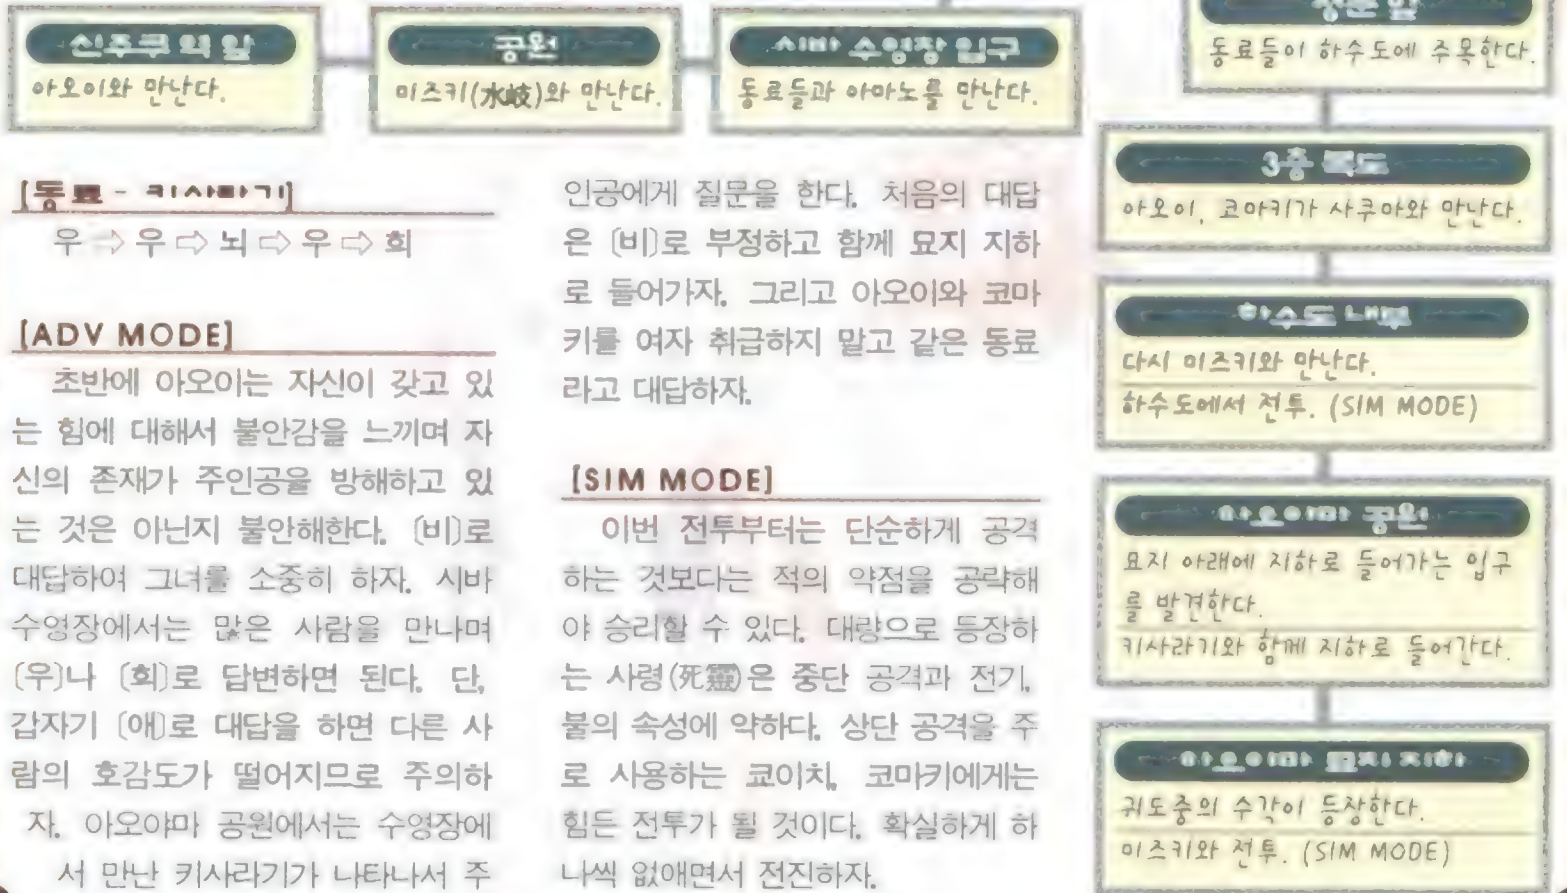 신주쿠 역 앞
아오이와 만난다.
공원
미즈키(水岐)와 만난다.
시바 수영장 입구
동료들과 아마노를 만난다.
[동료 - 키사라기]
우 ⇨ 우 ⇨ 뇌 ⇨ 우 ⇨ 희
[ADV MODE]
초반에 아오이는 자신이 갖고 있
는 힘에 대해서 불안감을 느끼며 자
신의 존재가 주인공을 방해하고 있
는 것은 아닌지 불안해한다. (비)로
대답하여 그녀를 소중히 하자. 시바
수영장에서는 많은 사람을 만나며
(우)나 (희)로 답변하면 된다. 단,
갑자기 (애)로 대답을 하면 다른 사
람의 호감도가 떨어지므로 주의하
자. 아오야마 공원에서는 수영장에
서 만난 키사라기가 나타나서 주
인공에게 질문을 한다. 처음의 대답
은 (비)로 부정하고 함께 묘지 지하
로 들어가자. 그리고 아오이와 코마
키를 여자 취급하지 말고 같은 동료
라고 대답하자.
[SIM MODE]
이번 전투부터는 단순하게 공격
하는 것보다는 적의 약점을 공략해
야 승리할 수 있다. 대량으로 등장하
는 사령(死靈)은 중단 공격과 전기,
불의 속성에 약하다. 상단 공격을 주
로 사용하는 쿄이치, 코마키에게는
힘든 전투가 될 것이다. 확실하게 하
나씩 없애면서 전진하자.
앞
동료들이 하수도에 주목한다.
3층 복도
아오이, 코마키가 사쿠마와 만난다.
하수도 내부
다시 미즈키와 만난다.
하수도에서 전투. (SIM MODE)
아오야마 공원
묘지 아래에 지하로 들어가는 입구
를 발견한다.
키사라기와 함께 지하로 들어간다.
아오야마 묘지 지하
귀도중의 수각이 등장한다.
미즈키와 전투. (SIM MODE)